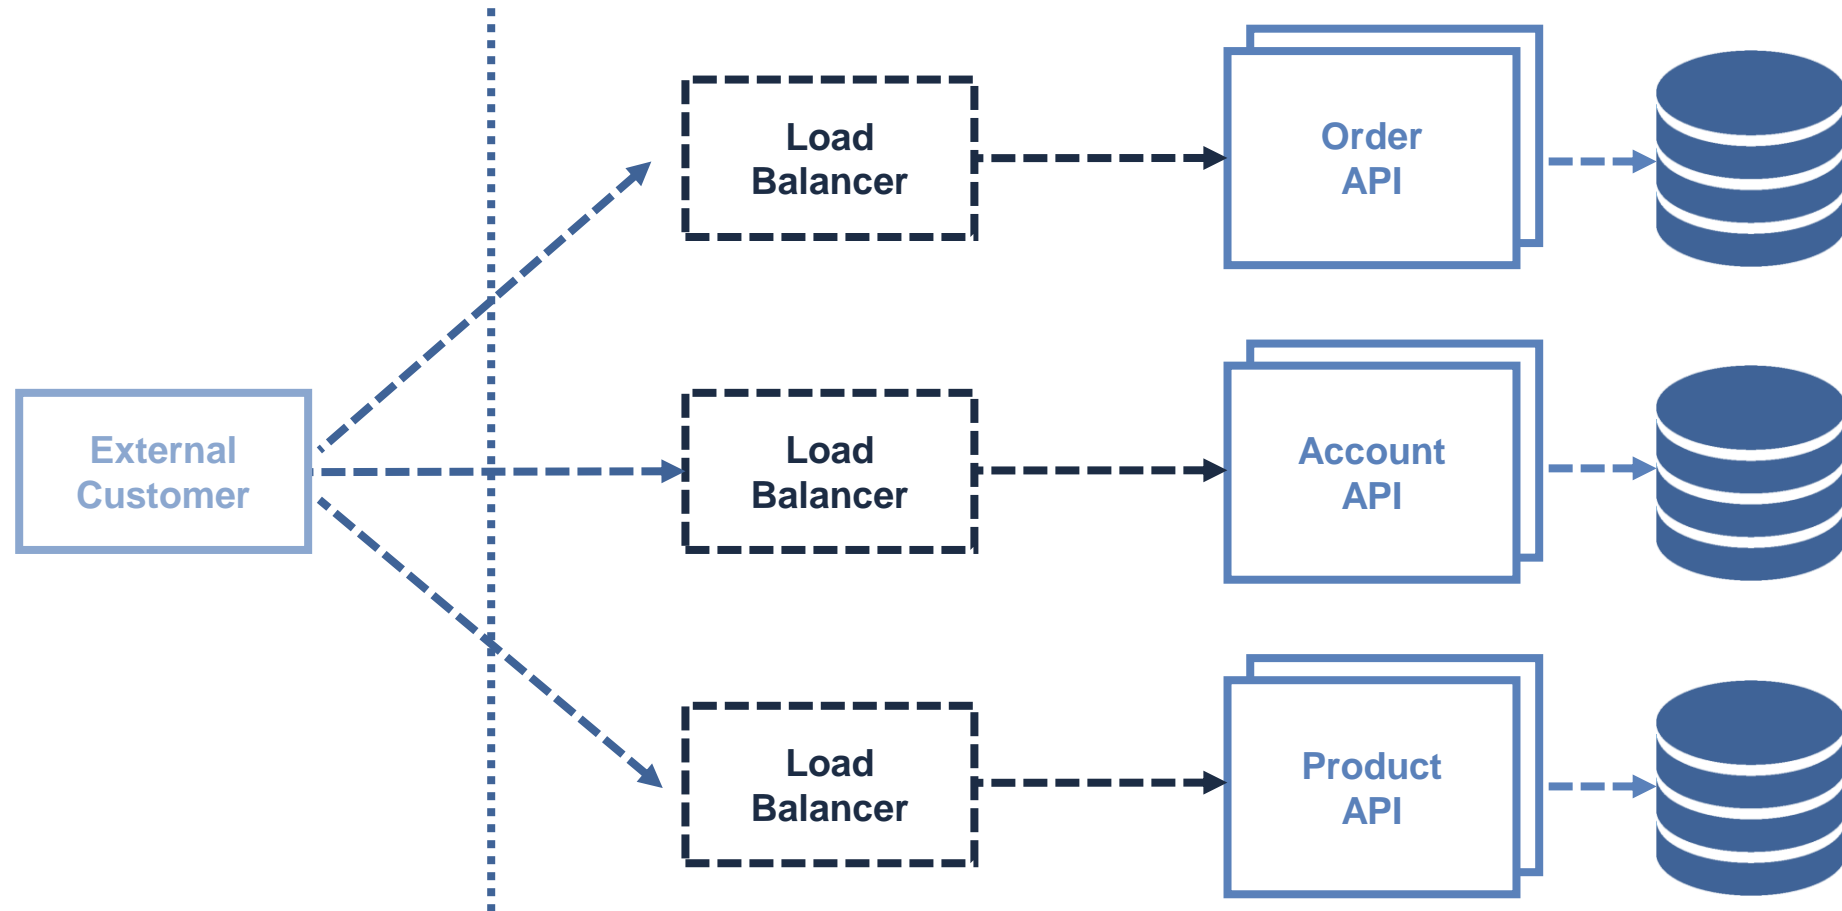 Load
Balancer
Order
API
External
Customer
Load
Balancer
Account
API
Load
Balancer
Product
API